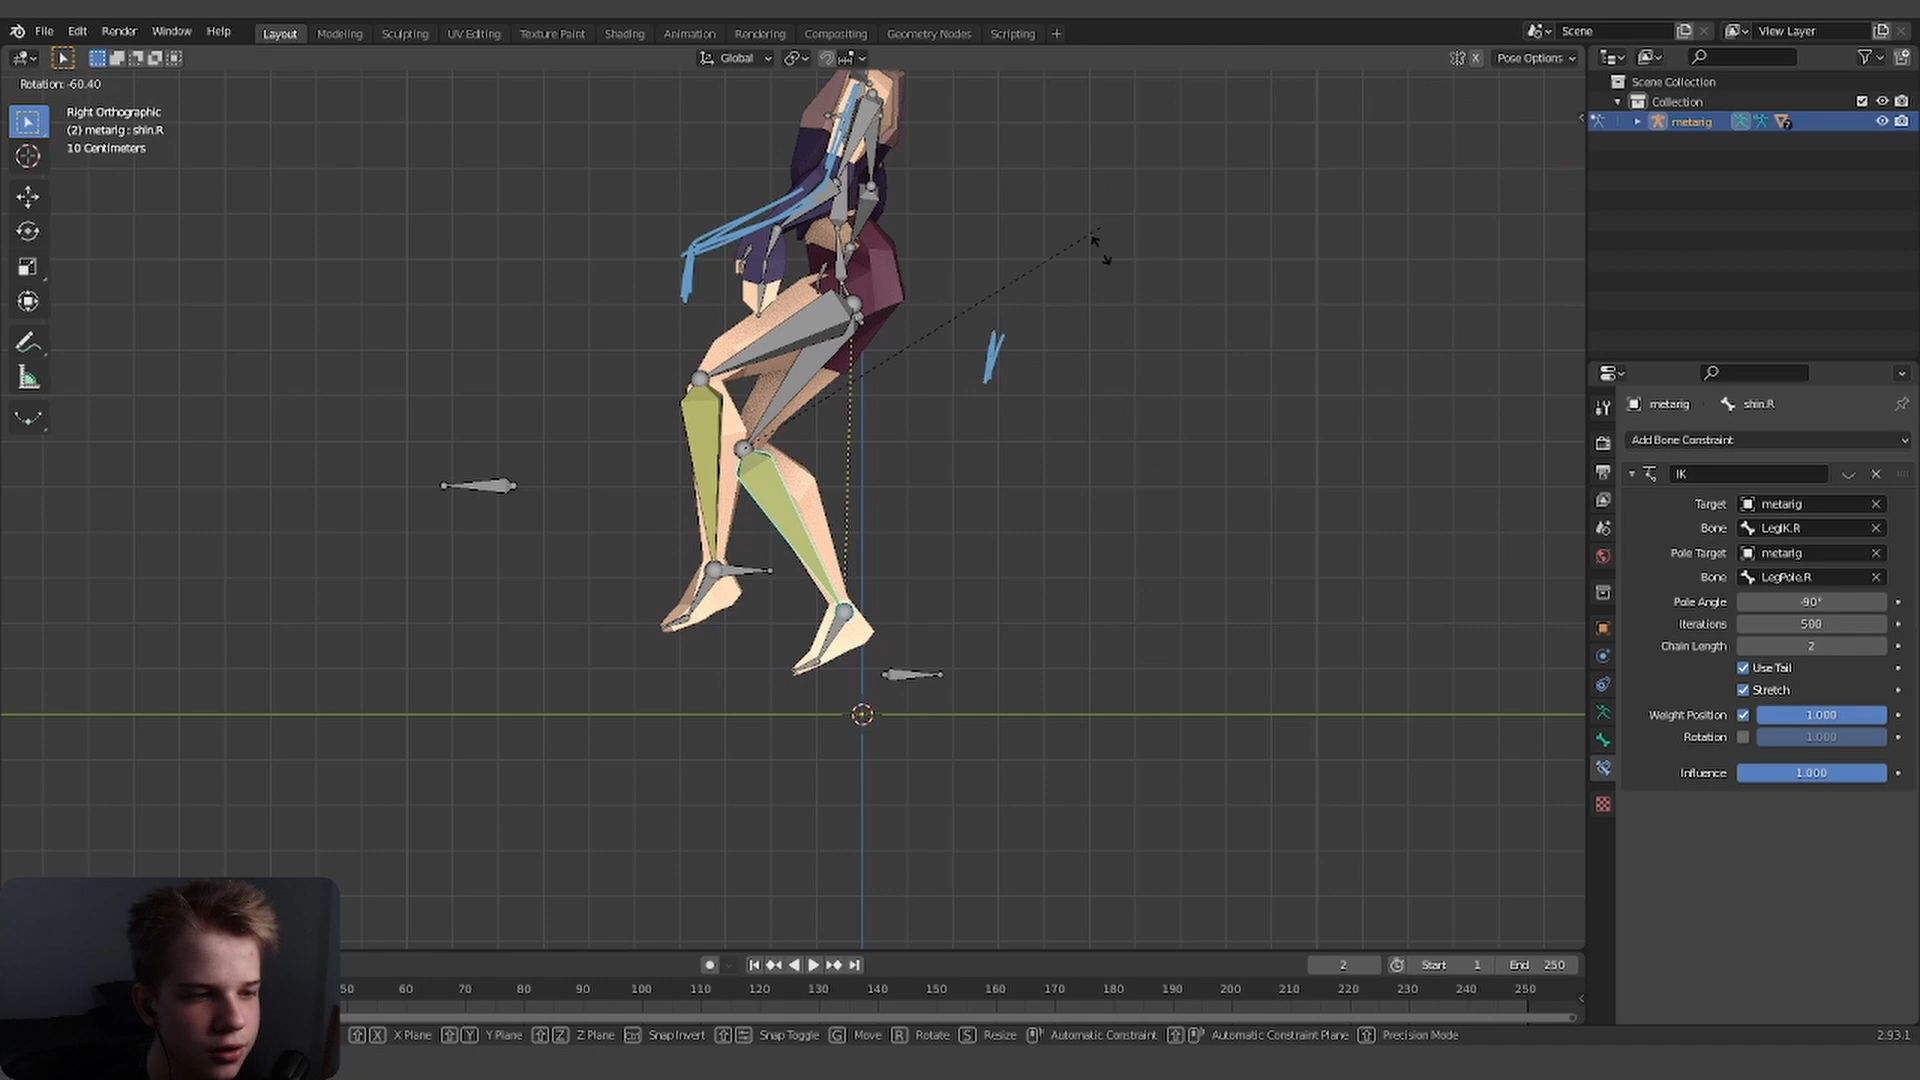 File Edit Render Window Help Layout Modeling Sculpting UV Editing Texture Paint Shading Animation Rendering Compositing Geometry Nodes Scripting + Scene View Layer
Global X Pose Options
Rotation: -60.40
Right Orthographic
(2) metarig : shin.R
10 Centimeters
Scene Collection
Collection
metarig
metarig shin.R
Add Bone Constraint
IK
Target metarig
Bone LegIK.R
Pole Target metarig
Bone LegPole.R
Pole Angle -90°
Iterations 500
Chain Length 2
Use Tail
Stretch
Weight Position 1.000
Rotation 1.000
Influence 1.000
2 Start 1 End 250
50 60 70 80 90 100 110 120 130 140 150 160 170 180 190 200 210 220 230 240 250
X X Plane Y Y Plane Z Z Plane Ctrl Snap Invert Snap Toggle G Move R Rotate S Resize Automatic Constraint Automatic Constraint Plane Precision Mode 2.93.1